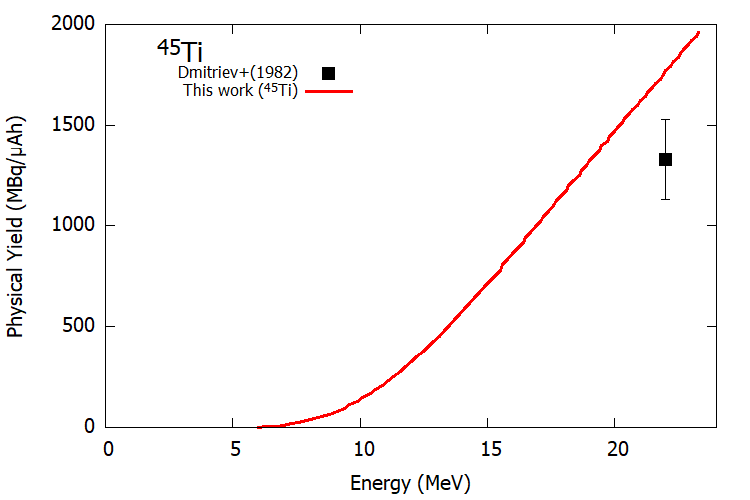 2000
1500
1000
500
0
Physical Yield (MBq/μAh)
⁴⁵Ti
Dmitriev+(1982)
This work (⁴⁵Ti)
0 5 10 15 20
Energy (MeV)